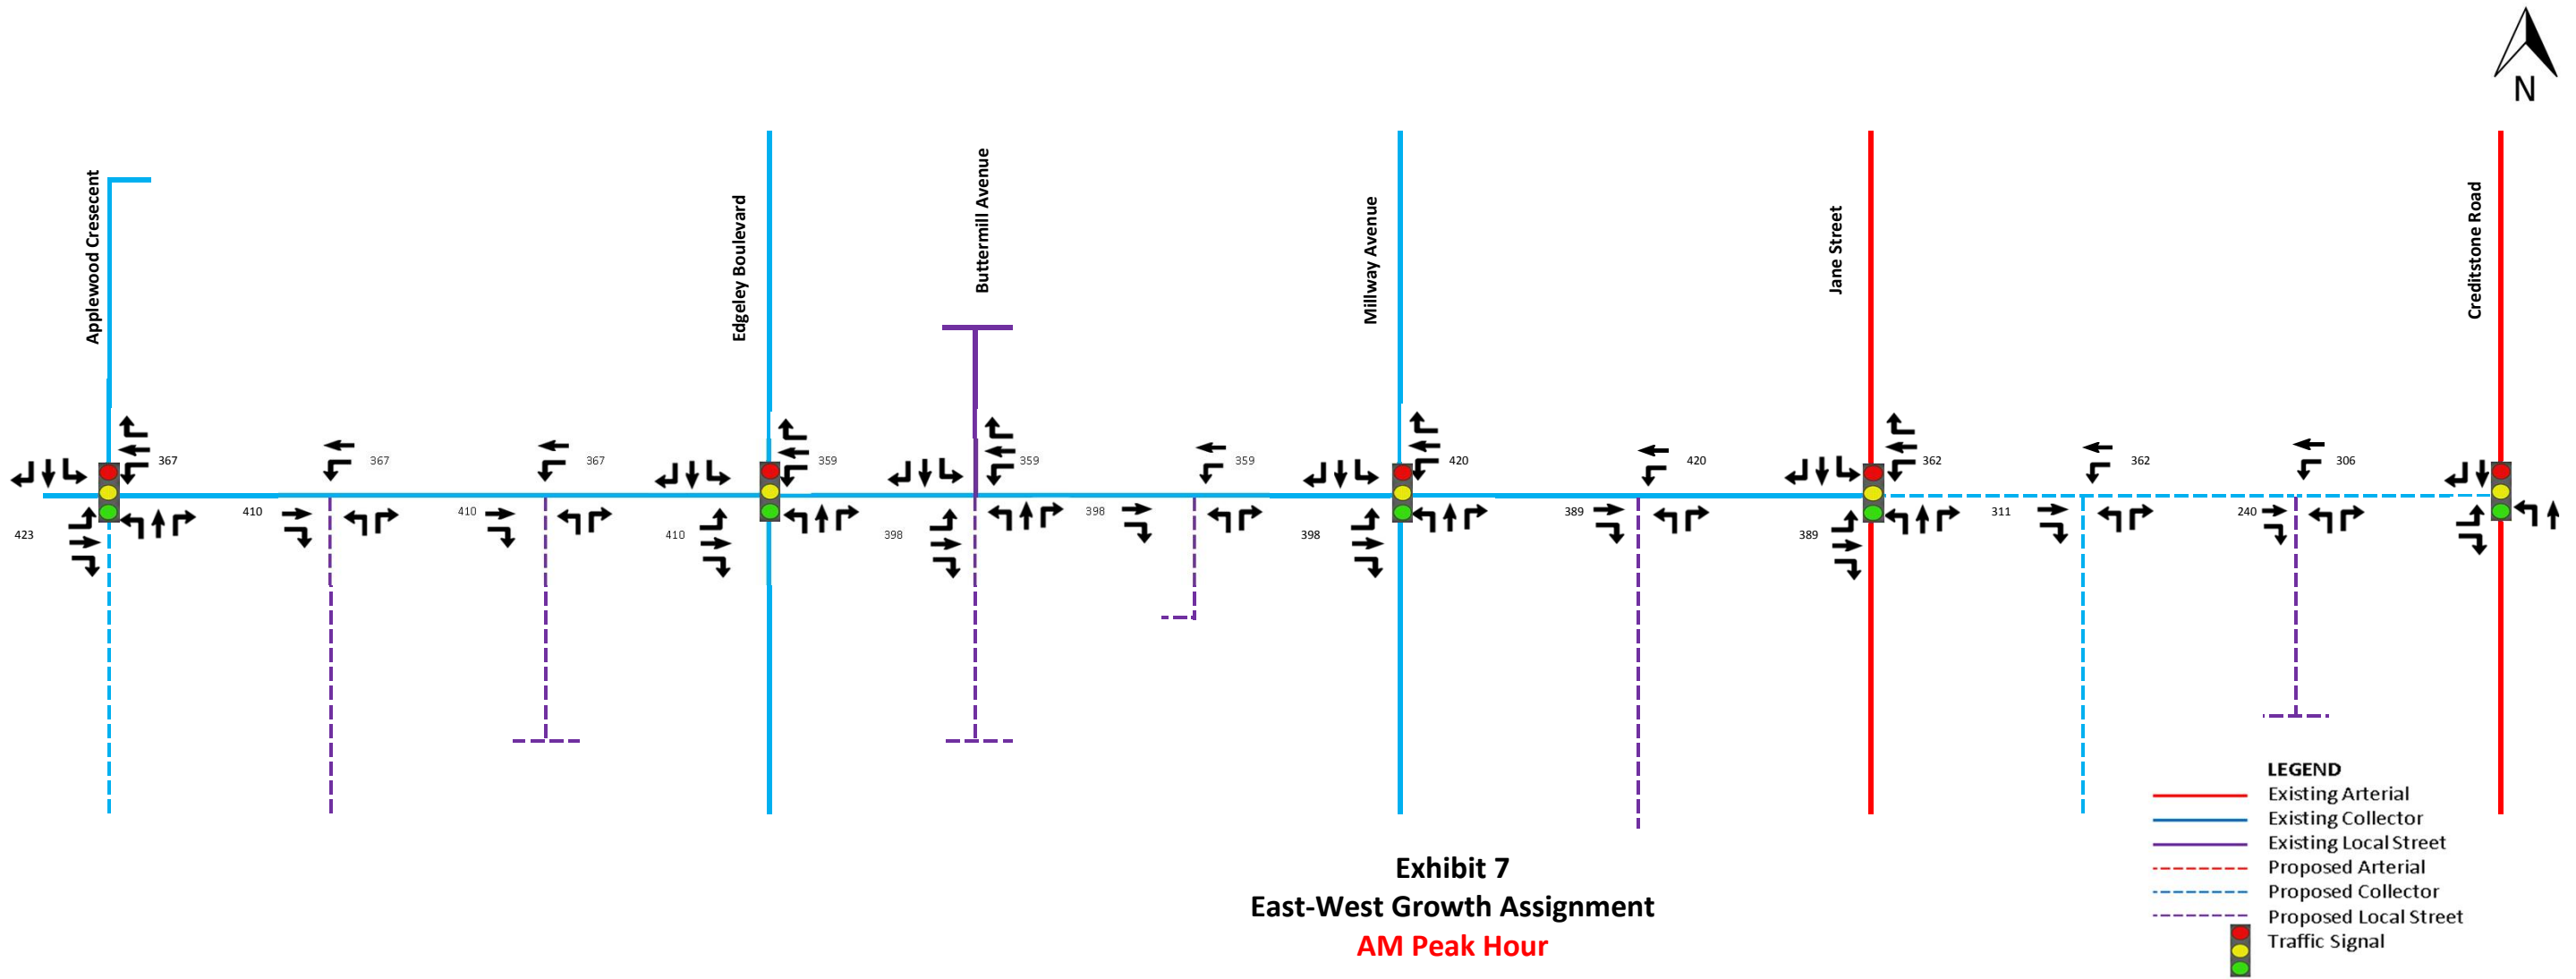 N
Applewood Cresecent
Edgeley Boulevard
Buttermill Avenue
Millway Avenue
Jane Street
Creditstone Road
367
367
367
359
359
359
420
420
362
362
306
423
410
410
410
398
398
398
389
389
311
240
LEGEND
Existing Arterial
Existing Collector
Existing Local Street
Proposed Arterial
Proposed Collector
Proposed Local Street
Traffic Signal
Exhibit 7
East-West Growth Assignment
AM Peak Hour